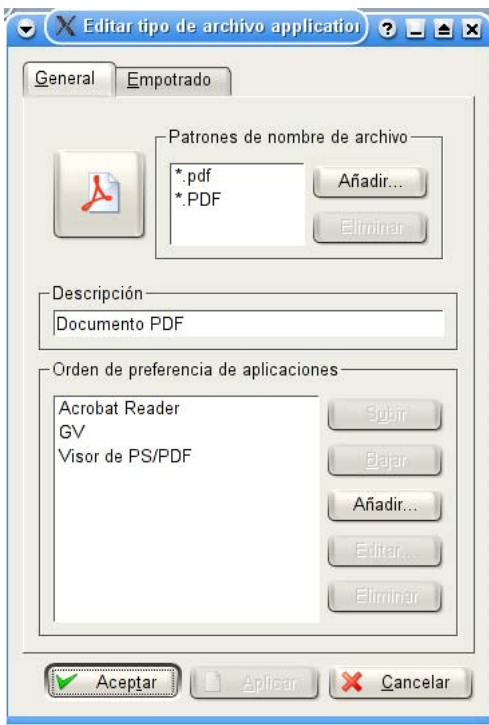 Editar tipo de archivo application
General
Empotrado
Patrones de nombre de archivo
*.pdf
*.PDF
Añadir...
Eliminar
Descripción
Documento PDF
Orden de preferencia de aplicaciones
Acrobat Reader
GV
Visor de PS/PDF
Subir
Bajar
Añadir...
Editar...
Eliminar
Aceptar
Aplicar
Cancelar